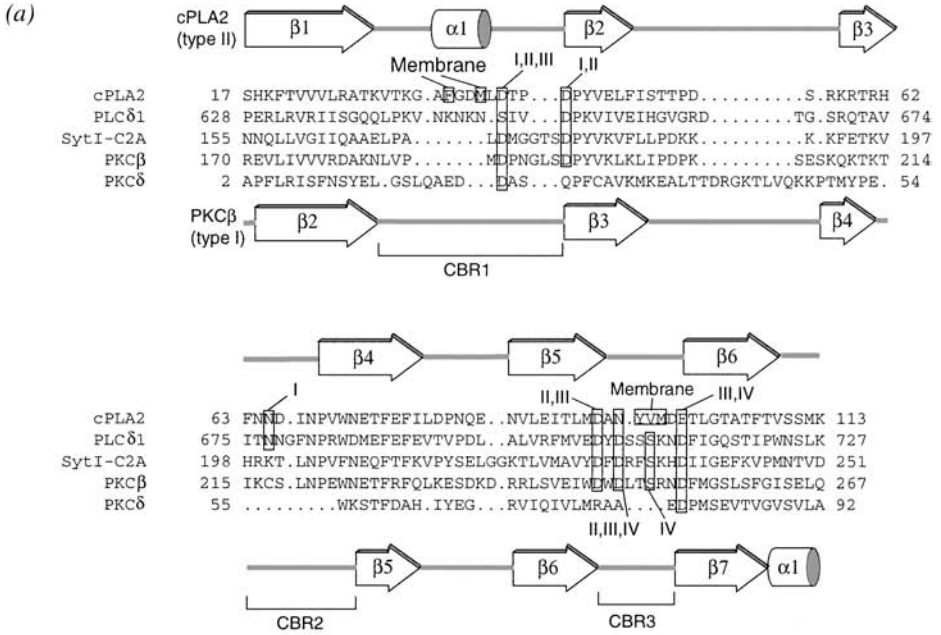 (a)
cPLA2 (type II) β1 α1 β2 β3
Membrane I,II,III I,II
cPLA2 17 SHKFTVVVLRATKVTKG.AFGDMLDTP...DPYVELFISTTPD.........S.RKRTRH 62
PLCδ1 628 PERLRVRIISGQQLPKV.NKNKN.SIV...DPKVIVEIHGVGRD........TG.SRQTAV 674
SytI-C2A 155 NNQLLVGIIQAAELPA.......LDMGGTSDPYVKVFLLPDKK..........K.KFETKV 197
PKCβ 170 REVLIVVVRDAKNLVP.......MDPNGLSDPYVKLKLIPDPK........SESKQKTKT 214
PKCδ 2 APFLRISFNSYEL.GSLQAED..DAS...QPFCAVKMKEALTTDRGKTLVQKKPTMYPE. 54
PKCβ (type I) β2 β3 β4
CBR1
β4 β5 β6
I II,III Membrane III,IV
cPLA2 63 FNND.INPVWNETFEFILDPNQE..NVLEITLMDAN.YVMDETLGTATFTVSSMK 113
PLCδ1 675 ITNNGFNPRWDMEFEFEVTVPDL..ALVRFMVEDYDSSSKNDFIGQSTIPWNSLK 727
SytI-C2A 198 HRKT.LNPVFNEQFTFKVPYSELGGKTLVMAVYDFDRFSKHDIIGEFKVPMNTVD 251
PKCβ 215 IKCS.LNPEWNETFRFQLKESDKD.RRLSVEIWDWDLTSRNDFMGSLSFGISELQ 267
PKCδ 55 .........WKSTFDAH.IYEG..RVIQIVLMRAA....EDPMSEVTVGVSVLA 92
II,III,IV IV
β5 β6 β7 α1
CBR2 CBR3